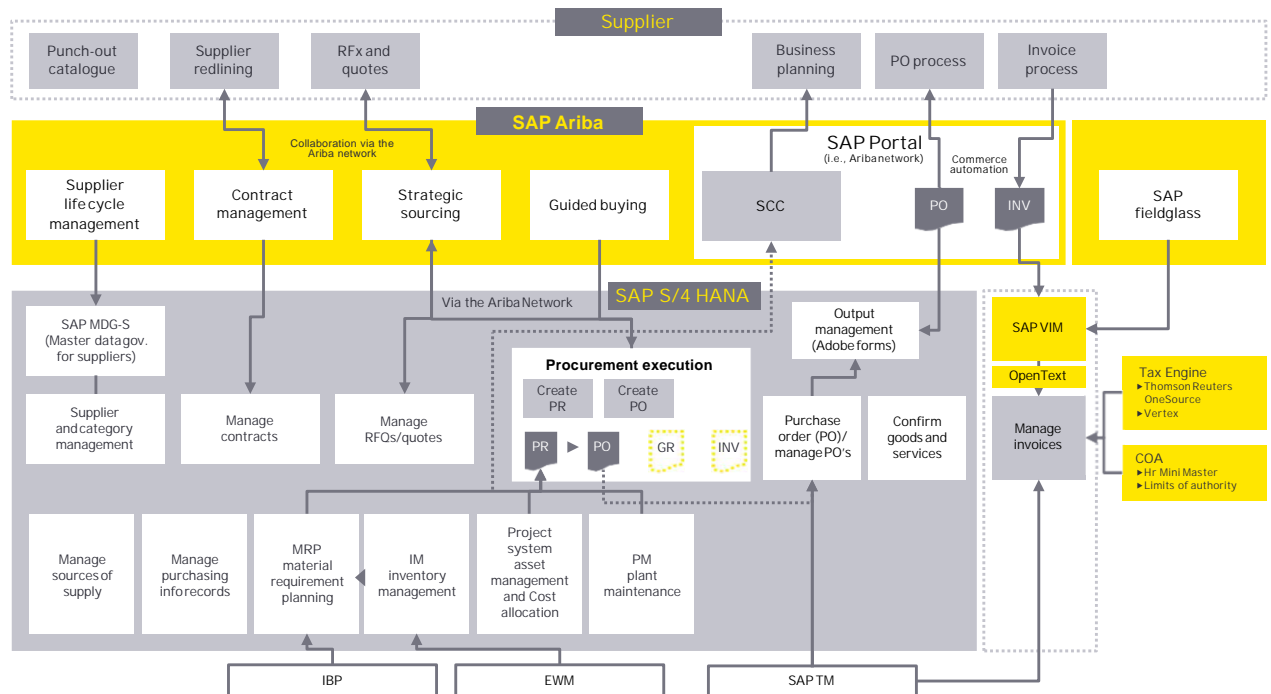 Supplier
Punch-out
catalogue
Supplier
redlining
RFx and
quotes
Business
planning
PO process
Invoice
process
SAP Ariba
Collaboration via the
Ariba network
SAP Portal
(i.e., Ariba network)
Commerce
automation
Supplier
life cycle
management
Contract
management
Strategic
sourcing
Guided buying
SCC
PO
INV
SAP
fieldglass
Via the Ariba Network
SAP S/4 HANA
SAP MDG-S
(Master data gov.
for suppliers)
Supplier
and category
management
Manage
contracts
Manage
RFQs/quotes
Procurement execution
Create
PR
Create
PO
PR
PO
GR
INV
Output
management
(Adobe forms)
Purchase
order (PO)/
manage PO's
Confirm
goods and
services
SAP VIM
OpenText
Manage
invoices
Tax Engine
▶Thomson Reuters
OneSource
▶Vertex
COA
▶Hr Mini Master
▶Limits of authority
Manage
sources of
supply
Manage
purchasing
info records
MRP
material
requirement
planning
IM
inventory
management
Project
system
asset
management
and Cost
allocation
PM
plant
maintenance
IBP
EWM
SAP TM